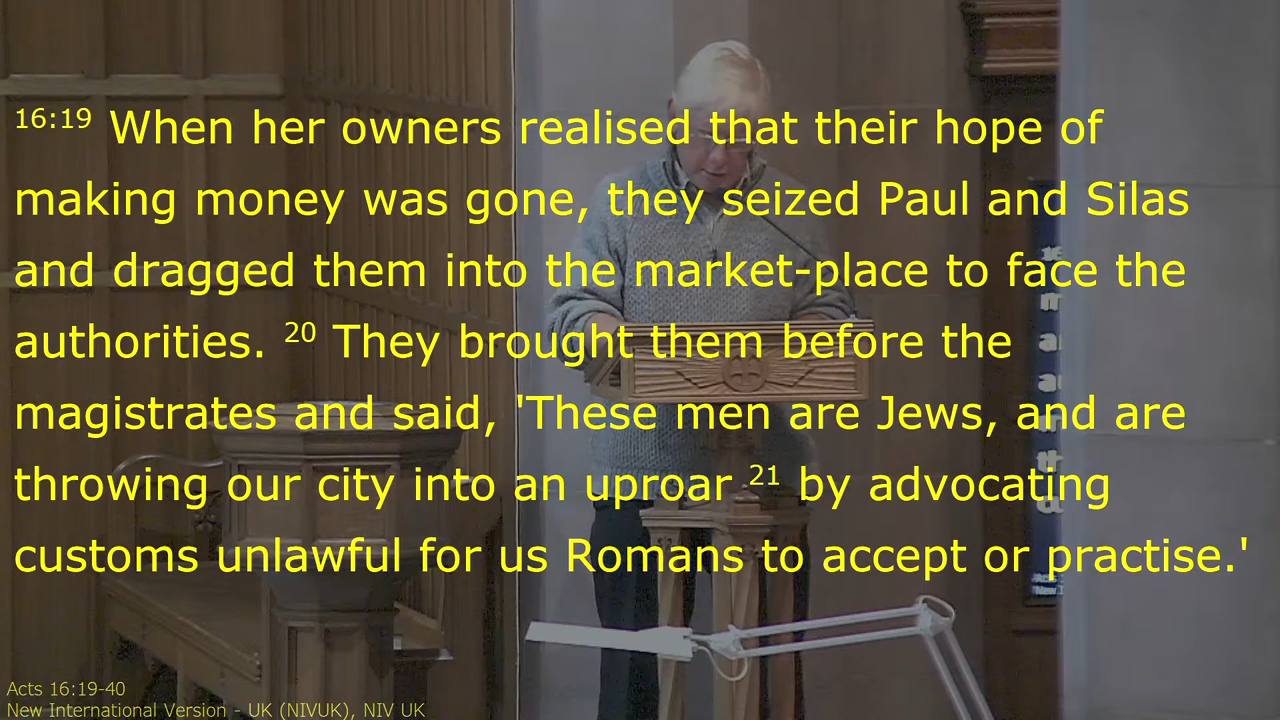 16:19 When her owners realised that their hope of
making money was gone, they seized Paul and Silas
and dragged them into the market-place to face the
authorities. 20 They brought them before the
magistrates and said, 'These men are Jews, and are
throwing our city into an uproar 21 by advocating
customs unlawful for us Romans to accept or practise.'
Acts 16:19-40
New International Version - UK (NIVUK), NIV UK